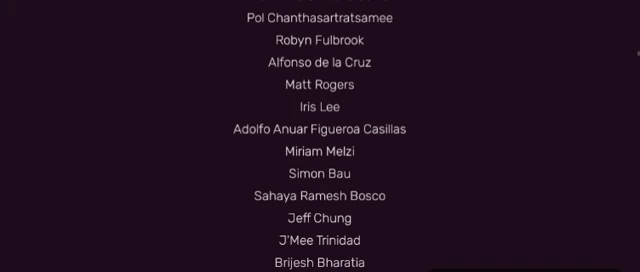 Pol Chanthasartratsamee
Robyn Fulbrook
Alfonso de la Cruz
Matt Rogers
Iris Lee
Adolfo Anuar Figueroa Casillas
Miriam Melzi
Simon Bau
Sahaya Ramesh Bosco
Jeff Chung
J'Mee Trinidad
Brijesh Bharatia